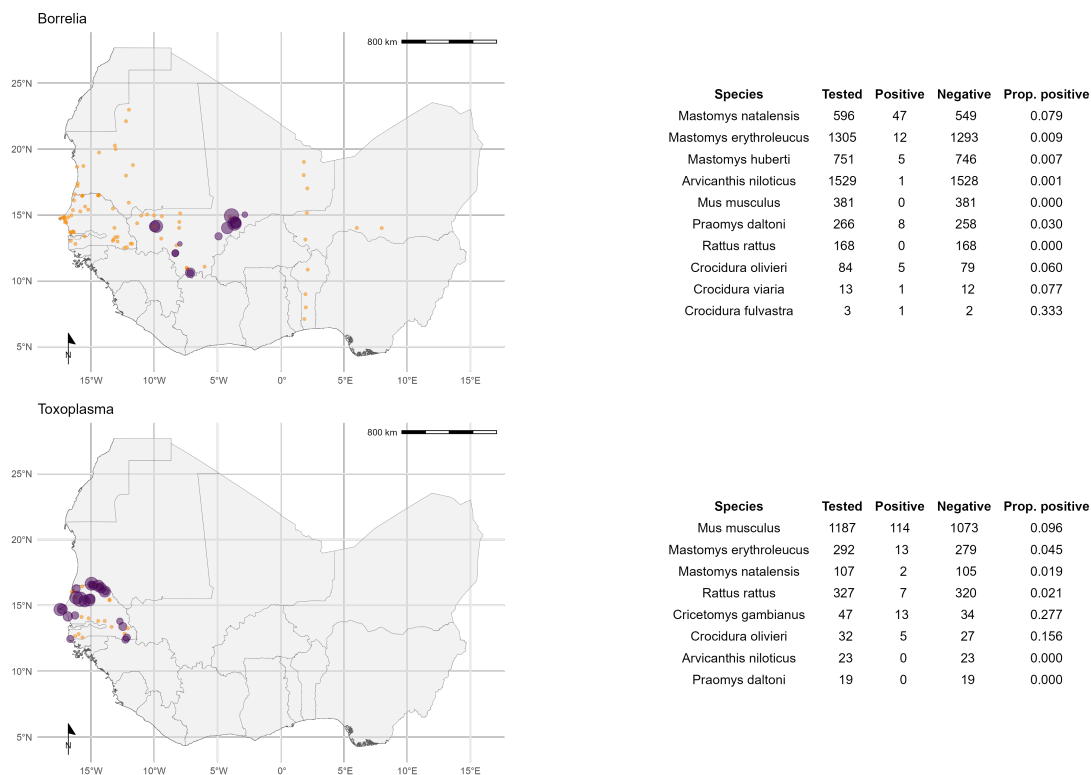 Borrelia
800 km
25°N
20°N
15°N
10°N
5°N
N
15°W 10°W 5°W 0° 5°E 10°E 15°E
Species Tested Positive Negative Prop. positive
Mastomys natalensis 596 47 549 0.079
Mastomys erythroleucus 1305 12 1293 0.009
Mastomys huberti 751 5 746 0.007
Arvicanthis niloticus 1529 1 1528 0.001
Mus musculus 381 0 381 0.000
Praomys daltoni 266 8 258 0.030
Rattus rattus 168 0 168 0.000
Crocidura olivieri 84 5 79 0.060
Crocidura viaria 13 1 12 0.077
Crocidura fulvastra 3 1 2 0.333
Toxoplasma
800 km
25°N
20°N
15°N
10°N
5°N
N
15°W 10°W 5°W 0° 5°E 10°E 15°E
Species Tested Positive Negative Prop. positive
Mus musculus 1187 114 1073 0.096
Mastomys erythroleucus 292 13 279 0.045
Mastomys natalensis 107 2 105 0.019
Rattus rattus 327 7 320 0.021
Cricetomys gambianus 47 13 34 0.277
Crocidura olivieri 32 5 27 0.156
Arvicanthis niloticus 23 0 23 0.000
Praomys daltoni 19 0 19 0.000